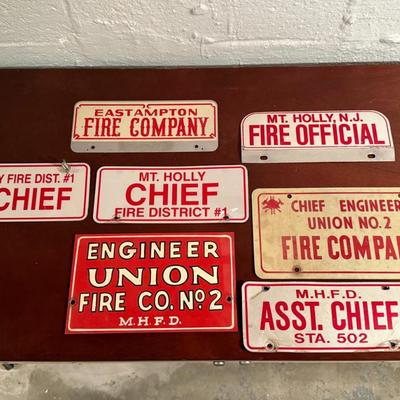 EASTAMPTON
FIRE COMPANY
MT. HOLLY, N.J.
FIRE OFFICIAL
Y FIRE DIST. #1
CHIEF
MT. HOLLY
CHIEF
FIRE DISTRICT #1
CHIEF ENGINEER
UNION NO. 2
FIRE COMPA
ENGINEER
UNION
FIRE CO. No 2
M.H.F.D.
M.H.F.D.
ASST. CHIEF
STA. 502